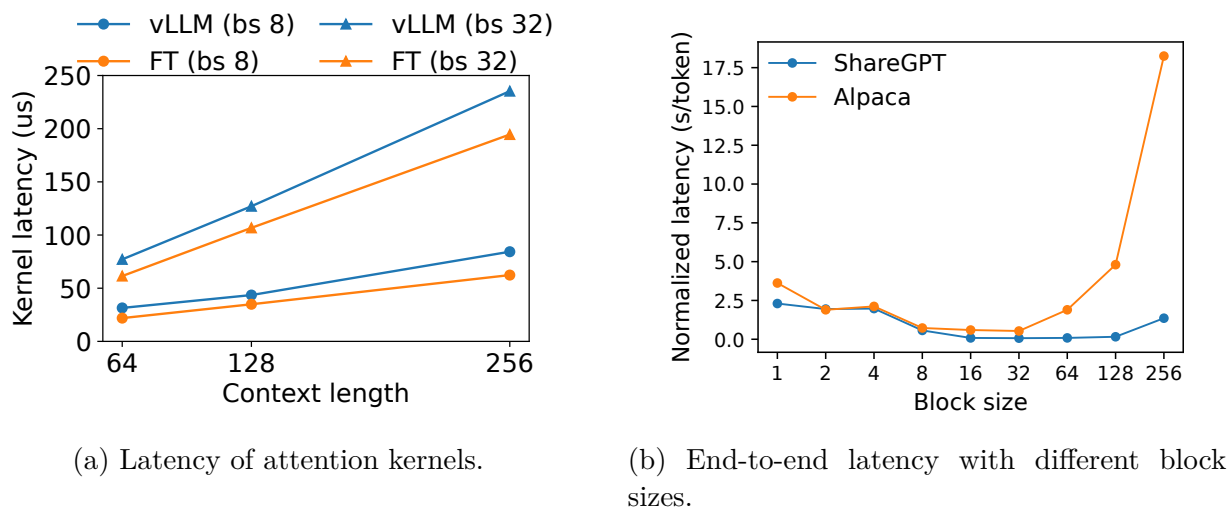 vLLM (bs 8)
vLLM (bs 32)
FT (bs 8)
FT (bs 32)
Kernel latency (us)
250
200
150
100
50
0
64
128
256
Context length
(a) Latency of attention kernels.
ShareGPT
Alpaca
Normalized latency (s/token)
17.5
15.0
12.5
10.0
7.5
5.0
2.5
0.0
1
2
4
8
16
32
64
128
256
Block size
(b) End-to-end latency with different block
sizes.